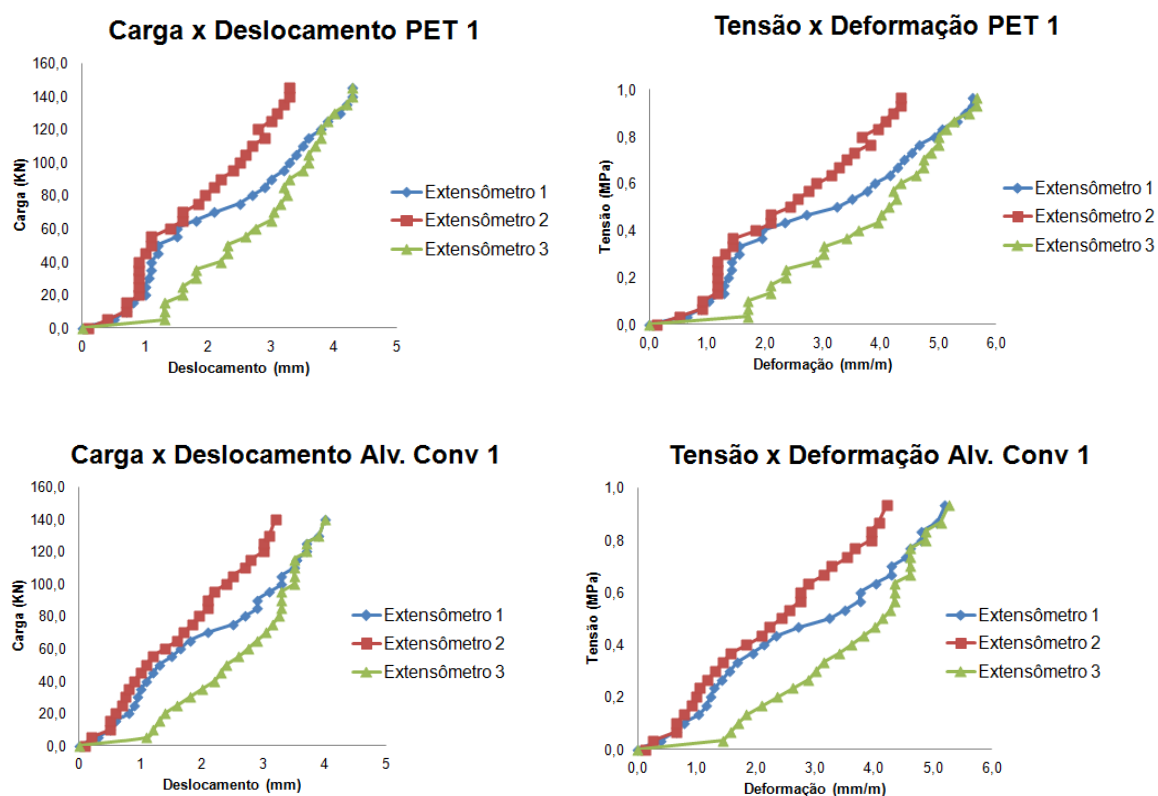 Carga x Deslocamento PET 1
160,0
140,0
120,0
100,0
80,0
60,0
40,0
20,0
0,0
Carga (KN)
0 1 2 3 4 5
Deslocamento (mm)
Extensômetro 1
Extensômetro 2
Extensômetro 3
Tensão x Deformação PET 1
1,0
0,8
0,6
0,4
0,2
0,0
Tensão (MPa)
0,0 1,0 2,0 3,0 4,0 5,0 6,0
Deformação (mm/m)
Extensômetro 1
Extensômetro 2
Extensômetro 3
Carga x Deslocamento Alv. Conv 1
160,0
140,0
120,0
100,0
80,0
60,0
40,0
20,0
0,0
Carga (KN)
0 1 2 3 4 5
Deslocamento (mm)
Extensômetro 1
Extensômetro 2
Extensômetro 3
Tensão x Deformação Alv. Conv 1
1,0
0,8
0,6
0,4
0,2
0,0
Tensão (MPa)
0,0 1,0 2,0 3,0 4,0 5,0 6,0
Deformação (mm/m)
Extensômetro 1
Extensômetro 2
Extensômetro 3